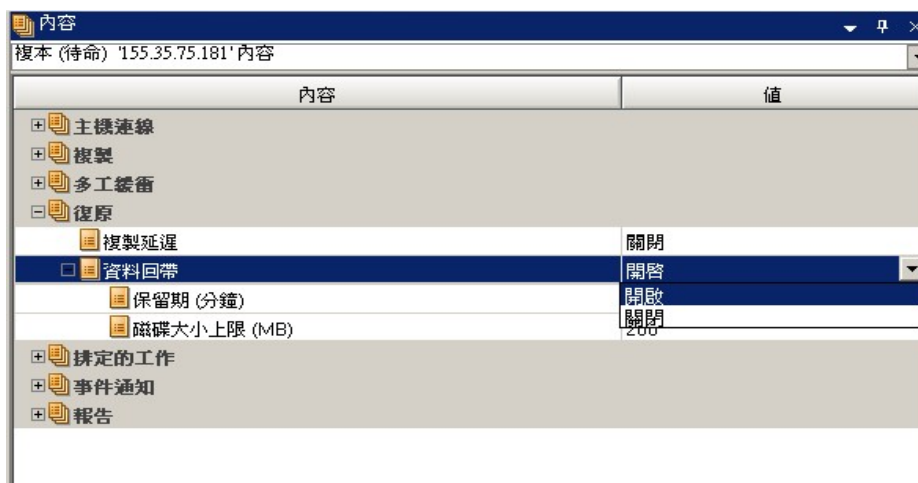 內容
複本 (待命) '155.35.75.181' 內容
內容 值
主機連線
複製
多工緩衝
復原
複製延遲 關閉
資料回帶 開啓
保留期 (分鐘) 開啟
關閉
磁碟大小上限 (MB)
排定的工作
事件通知
報告